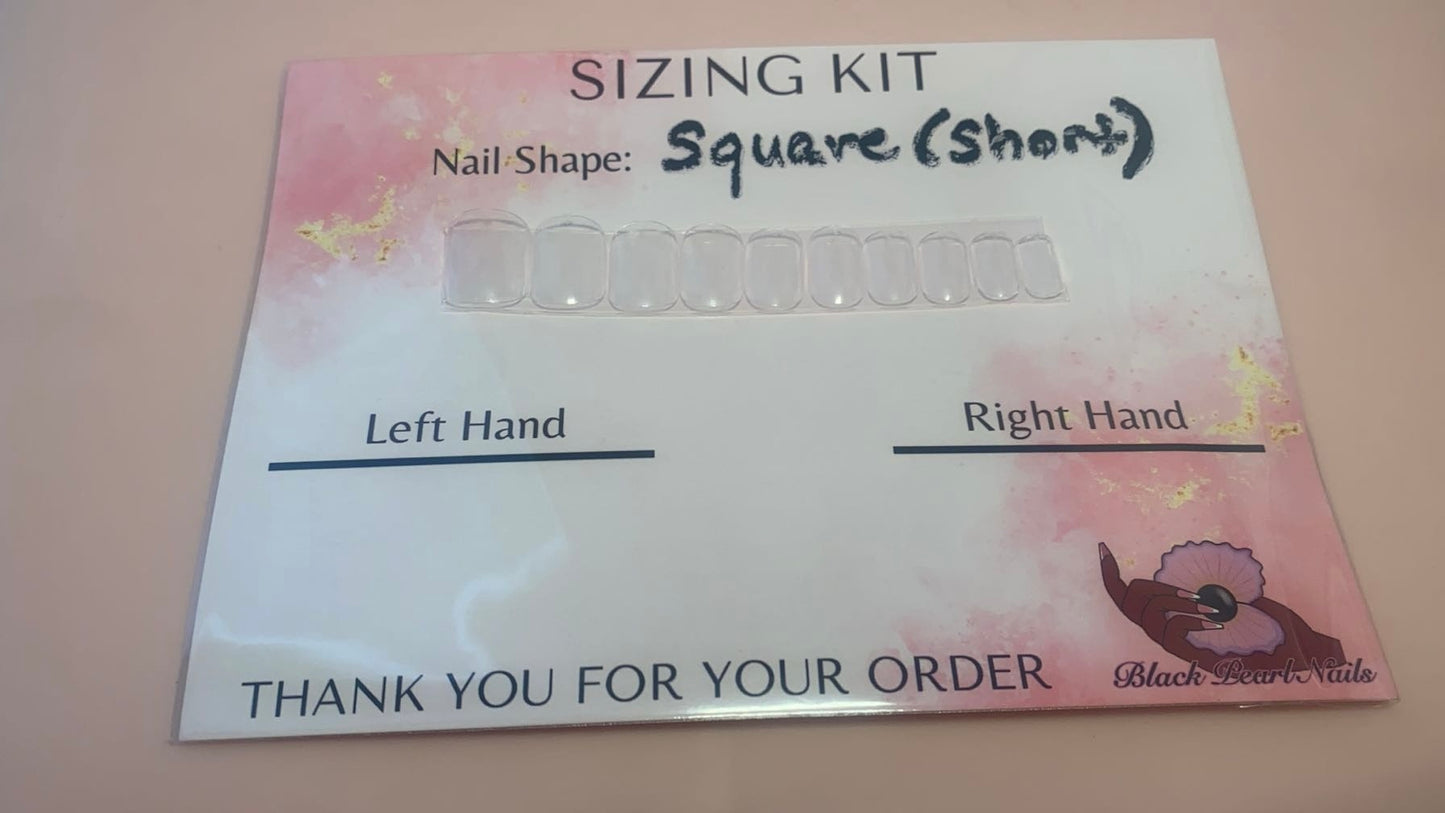 SIZING KIT
Nail Shape: Square (Short)
Left Hand
Right Hand
THANK YOU FOR YOUR ORDER
Black Pearl Nails